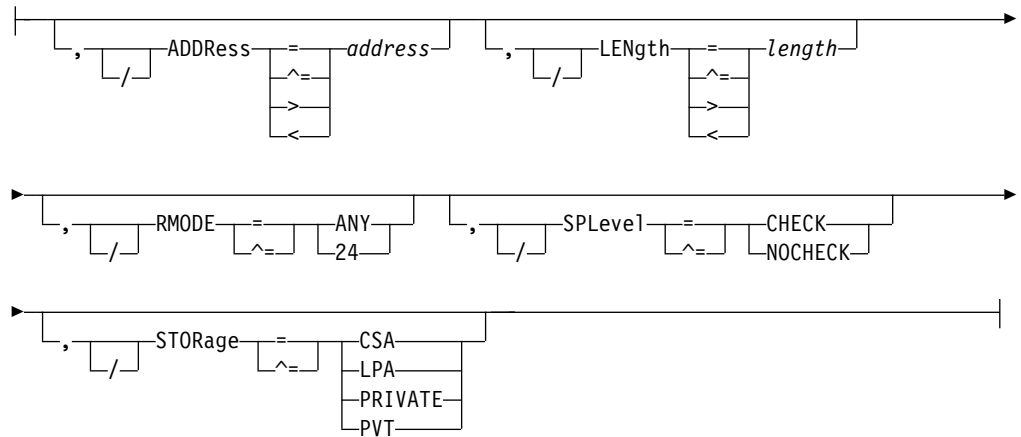 , / ADDRess = address , / LENgth = length
^= ^=
> >
< <
, / RMODE = ANY , / SPLevel = CHECK
^= 24 ^= NOCHECK
, / STORage = CSA
^= LPA
PRIVATE
PVT